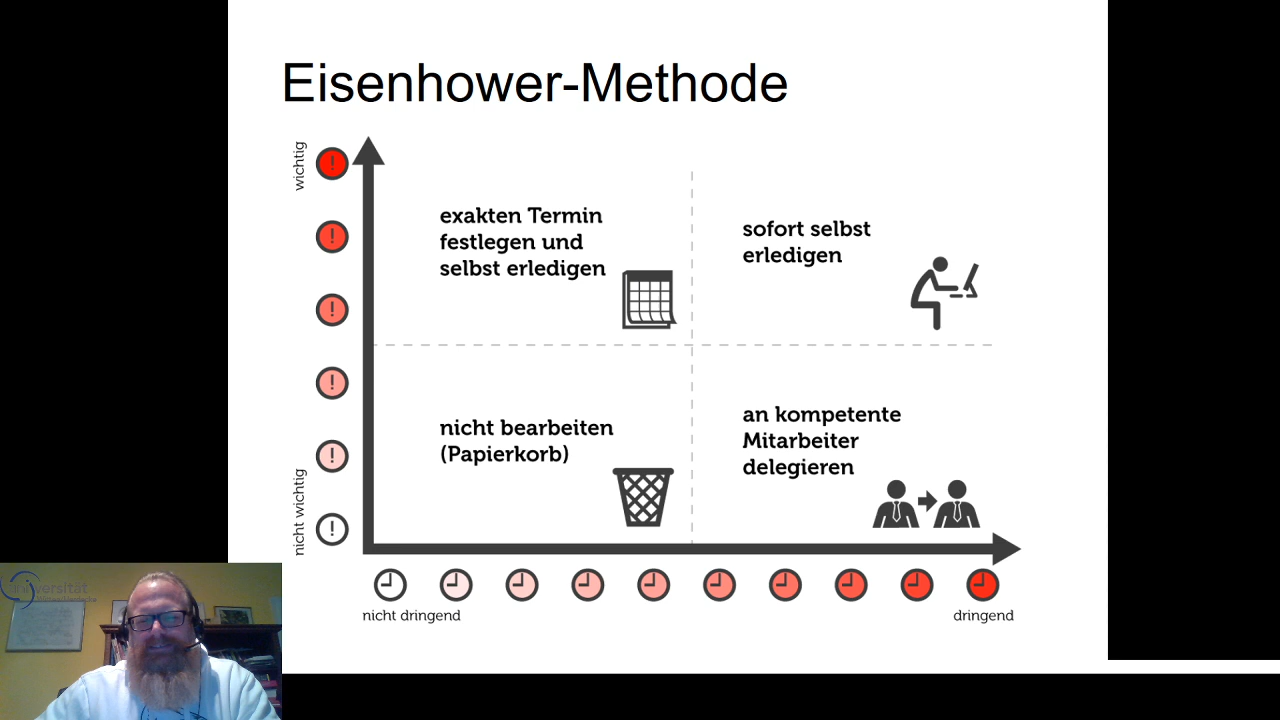 Eisenhower-Methode
wichtig
exakten Termin
festlegen und
selbst erledigen
sofort selbst
erledigen
nicht bearbeiten
(Papierkorb)
an kompetente
Mitarbeiter
delegieren
nicht wichtig
nicht dringend
dringend
Universität